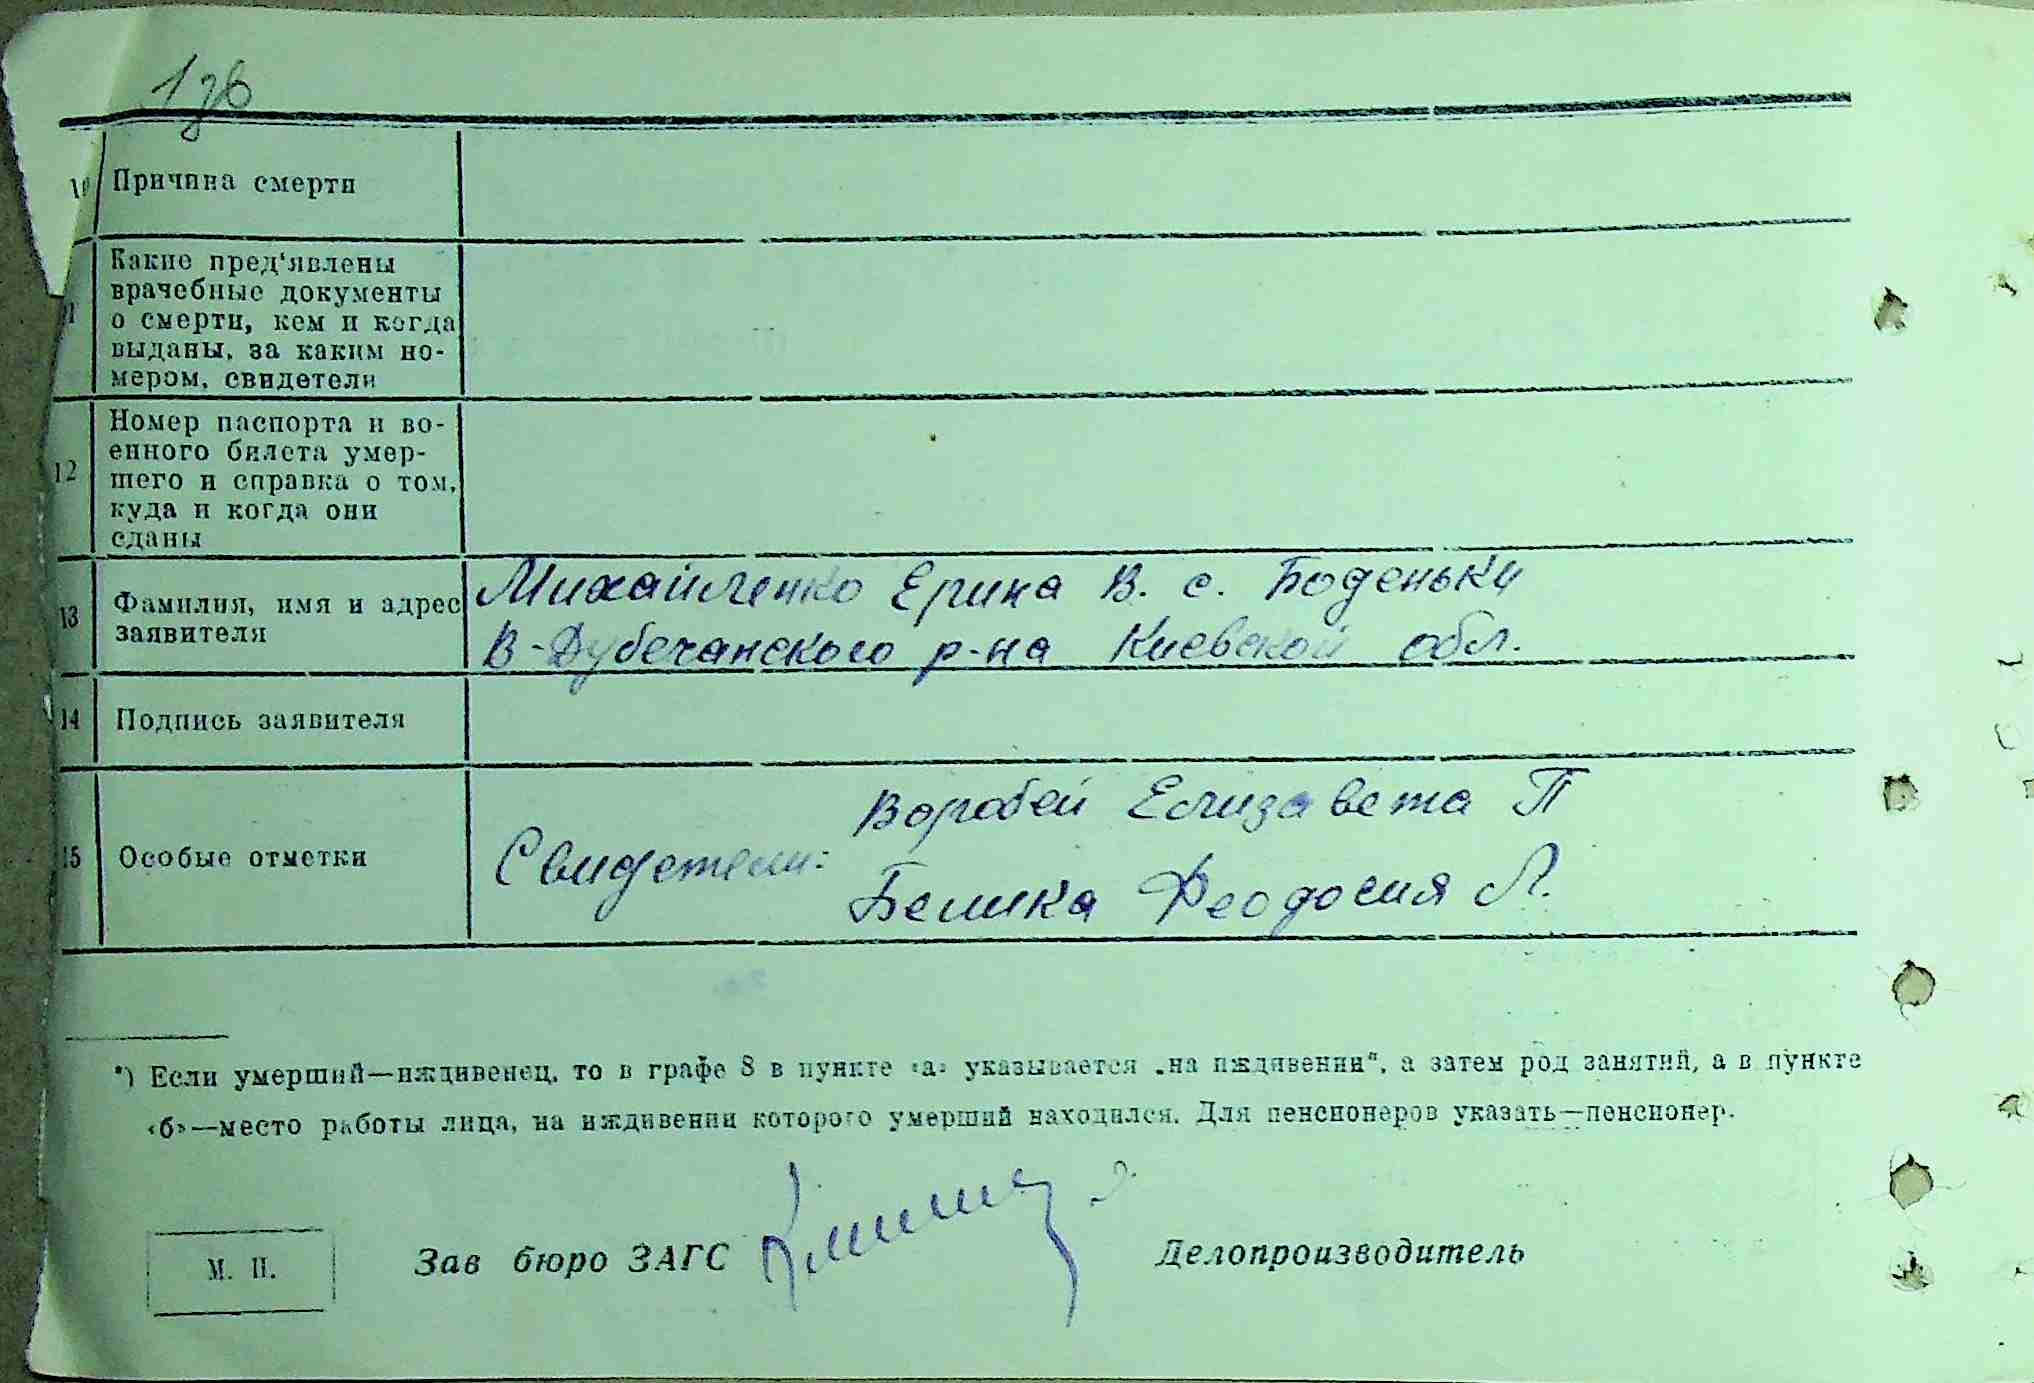 1зв
10 Причина смерти
11 Какие пред‘явлены
врачебные документы
о смерти, кем и когда
выданы, за каким но-
мером, свидетели
12 Номер паспорта и во-
енного билета умер-
шего и справка о том,
куда и когда они
сданы
13 Фамилия, имя и адрес
заявителя
Михайленко Ерина В. с. Боденьки
В-Дубечанского р-на Киевской обл.
14 Подпись заявителя
15 Особые отметки
Свидетели:
Воробей Елизавета П
Белика Феодосия Л.
*) Если умерший—иждивенец, то в графе 8 в пункте «а» указывается „на иждивении“, а затем род занятий, а в пункте
«б»—место работы лица, на иждивении которого умерший находился. Для пенсионеров указать—пенсионер.
М. П.
Зав бюро ЗАГС
Делопроизводитель